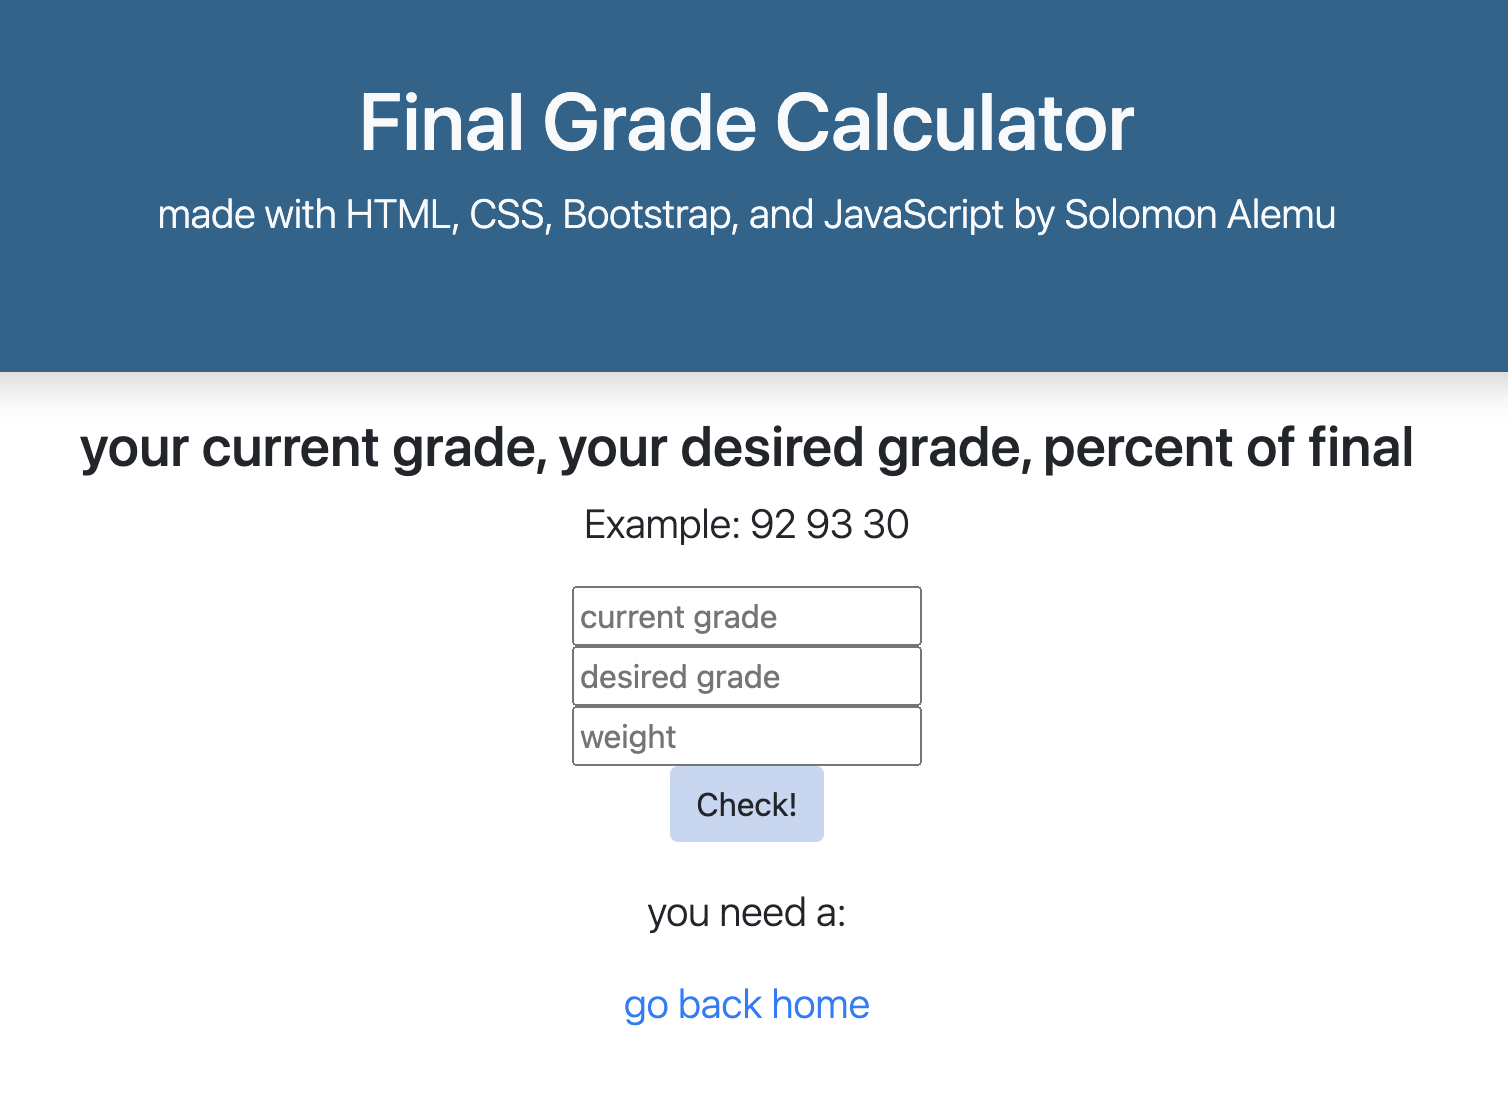 Final Grade Calculator
made with HTML, CSS, Bootstrap, and JavaScript by Solomon Alemu
your current grade, your desired grade, percent of final
Example: 92 93 30
current grade
desired grade
weight
Check!
you need a:
go back home